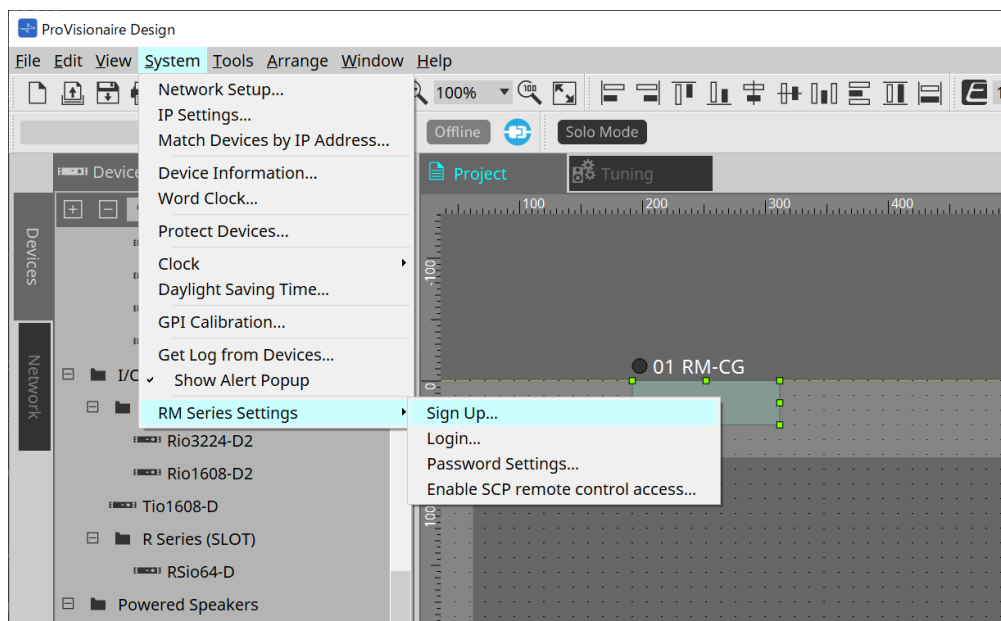 ProVisionaire Design
File Edit View System Tools Arrange Window Help
100%
Offline
Solo Mode
Network Setup...
IP Settings...
Match Devices by IP Address...
Device Information...
Word Clock...
Protect Devices...
Clock
Daylight Saving Time...
GPI Calibration...
Get Log from Devices...
Show Alert Popup
RM Series Settings
Sign Up...
Login...
Password Settings...
Enable SCP remote control access...
Device
Devices
Network
I/O
Rio3224-D2
Rio1608-D2
Tio1608-D
R Series (SLOT)
RSio64-D
Powered Speakers
Project
Tuning
100 200 300 400
-100
0
100
01 RM-CG